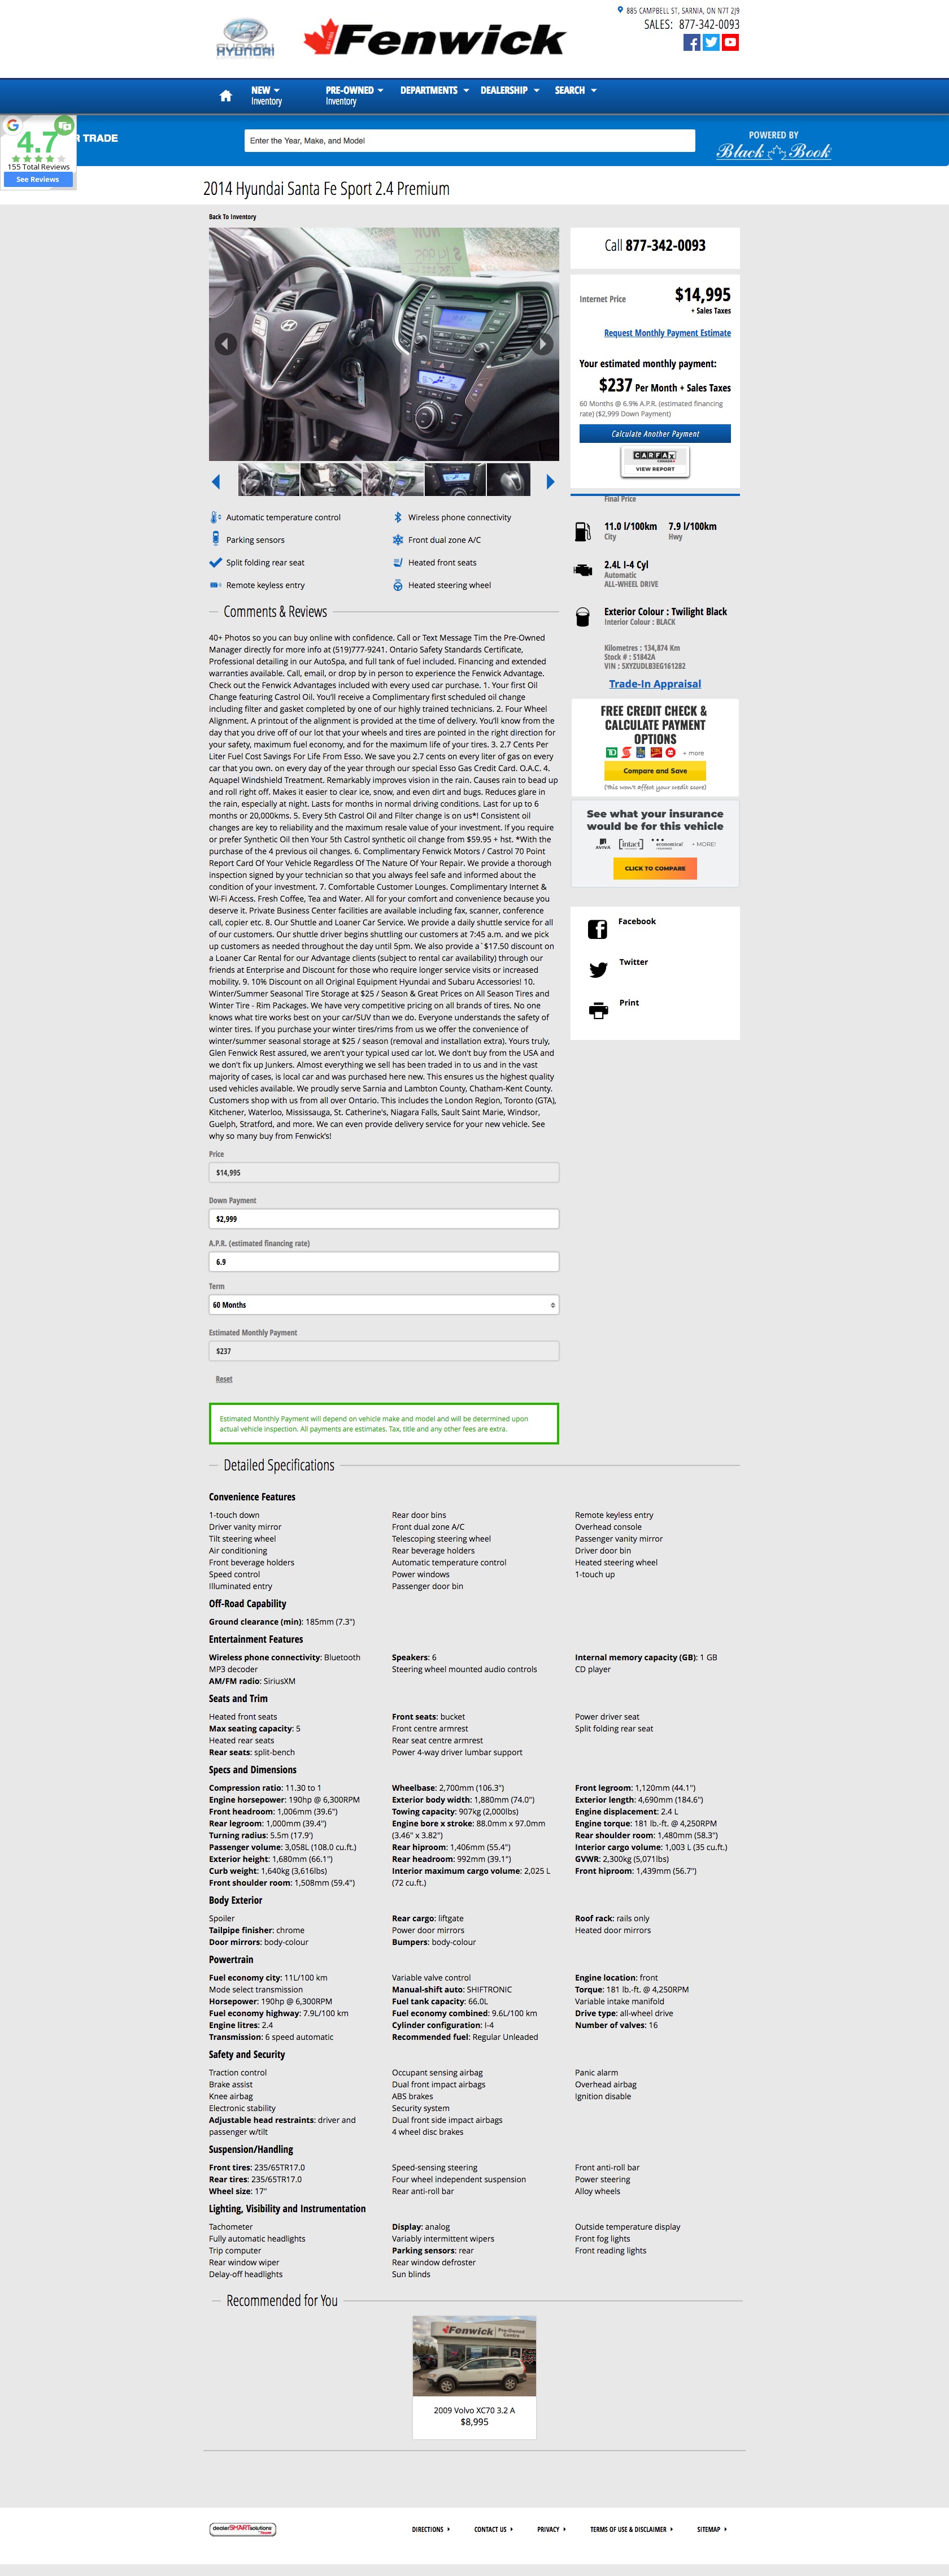 885 CAMPBELL ST, SARNIA, ON N7T 2J9
SALES: 877-342-0093
SUBARU
HYUNDAI
Fenwick
NEW
Inventory
PRE-OWNED
Inventory
DEPARTMENTS
DEALERSHIP
SEARCH
4.7
155 Total Reviews
See Reviews
R TRADE
Enter the Year, Make, and Model
POWERED BY
Black Book
2014 Hyundai Santa Fe Sport 2.4 Premium
Back To Inventory
Call 877-342-0093
Internet Price
$14,995
+ Sales Taxes
Request Monthly Payment Estimate
Your estimated monthly payment:
$237 Per Month + Sales Taxes
60 Months @ 6.9% A.P.R. (estimated financing
rate) ($2,999 Down Payment)
Calculate Another Payment
CARFAX
CANADA
VIEW REPORT
Final Price
11.0 l/100km
City
7.9 l/100km
Hwy
2.4L I-4 Cyl
Automatic
ALL-WHEEL DRIVE
Exterior Colour : Twilight Black
Interior Colour : BLACK
Kilometres : 134,874 Km
Stock # : S1842A
VIN : 5XYZUDLB3EG161282
Trade-In Appraisal
FREE CREDIT CHECK &
CALCULATE PAYMENT
OPTIONS
+ more
Compare and Save
(This won't affect your credit score)
See what your insurance
would be for this vehicle
AVIVA [intact] economical + MORE!
CLICK TO COMPARE
Facebook
Twitter
Print
Automatic temperature control
Wireless phone connectivity
Parking sensors
Front dual zone A/C
Split folding rear seat
Heated front seats
Remote keyless entry
Heated steering wheel
Comments & Reviews
40+ Photos so you can buy online with confidence. Call or Text Message Tim the Pre-Owned
Manager directly for more info at (519)777-9241. Ontario Safety Standards Certificate,
Professional detailing in our AutoSpa, and full tank of fuel included. Financing and extended
warranties available. Call, email, or drop by in person to experience the Fenwick Advantage.
Check out the Fenwick Advantages included with every used car purchase. 1. Your first Oil
Change featuring Castrol Oil. You'll receive a Complimentary first scheduled oil change
including filter and gasket completed by one of our highly trained technicians. 2. Four Wheel
Alignment. A printout of the alignment is provided at the time of delivery. You'll know from the
day that you drive off of our lot that your wheels and tires are pointed in the right direction for
your safety, maximum fuel economy, and for the maximum life of your tires. 3. 2.7 Cents Per
Liter Fuel Cost Savings For Life From Esso. We save you 2.7 cents on every liter of gas on every
car that you own. on every day of the year through our special Esso Gas Credit Card. O.A.C. 4.
Aquapel Windshield Treatment. Remarkably improves vision in the rain. Causes rain to bead up
and roll right off. Makes it easier to clear ice, snow, and even dirt and bugs. Reduces glare in
the rain, especially at night. Lasts for months in normal driving conditions. Last for up to 6
months or 20,000kms. 5. Every 5th Castrol Oil and Filter change is on us*! Consistent oil
changes are key to reliability and the maximum resale value of your investment. If you require
or prefer Synthetic oil then Your 5th Castrol synthetic oil change from $59.95 + hst. *With the
purchase of the 4 previous oil changes. 6. Complimentary Fenwick Motors / Castrol 70 Point
Report Card Of Your Vehicle Regardless Of The Nature Of Your Repair. We provide a thorough
inspection signed by your technician so that you always feel safe and informed about the
condition of your investment. 7. Comfortable Customer Lounges. Complimentary Internet &
Wi-Fi Access. Fresh Coffee, Tea and Water. All for your comfort and convenience because you
deserve it. Private Business Center facilities are available including fax, scanner, conference
call, copier etc. 8. Our Shuttle and Loaner Car Service. We provide a daily shuttle service for all
of our customers. Our shuttle driver begins shuttling our customers at 7:45 a.m. and we pick
up customers as needed throughout the day until 5pm. We also provide a`$17.50 discount on
a Loaner Car Rental for our Advantage clients (subject to rental car availability) through our
friends at Enterprise and Discount for those who require longer service visits or increased
mobility. 9. 10% Discount on all Original Equipment Hyundai and Subaru Accessories! 10.
Winter/Summer Seasonal Tire Storage at $25 / Season & Great Prices on All Season Tires and
Winter Tire - Rim Packages. We have very competitive pricing on all brands of tires. No one
knows what tire works best on your car/SUV than we do. Everyone understands the safety of
winter tires. If you purchase your winter tires/rims from us we offer the convenience of
winter/summer seasonal storage at $25 / season (removal and installation extra). Yours truly,
Glen Fenwick Rest assured, we aren't your typical used car lot. We don't buy from the USA and
we don't fix up Junkers. Almost everything we sell has been traded in to us and in the vast
majority of cases, is local car and was purchased here new. This ensures us the highest quality
used vehicles available. We proudly serve Sarnia and Lambton County, Chatham-Kent County.
Customers shop with us from all over Ontario. This includes the London Region, Toronto (GTA),
Kitchener, Waterloo, Mississauga, St. Catherine's, Niagara Falls, Sault Saint Marie, Windsor,
Guelph, Stratford, and more. We can even provide delivery service for your new vehicle. See
why so many buy from Fenwick's!
Price
$14,995
Down Payment
$2,999
A.P.R. (estimated financing rate)
6.9
Term
60 Months
Estimated Monthly Payment
$237
Reset
Estimated Monthly Payment will depend on vehicle make and model and will be determined upon
actual vehicle inspection. All payments are estimates. Tax, title and any other fees are extra.
Detailed Specifications
Convenience Features
1-touch down
Driver vanity mirror
Tilt steering wheel
Air conditioning
Front beverage holders
Speed control
Illuminated entry
Rear door bins
Front dual zone A/C
Telescoping steering wheel
Rear beverage holders
Automatic temperature control
Power windows
Passenger door bin
Remote keyless entry
Overhead console
Passenger vanity mirror
Driver door bin
Heated steering wheel
1-touch up
Off-Road Capability
Ground clearance (min): 185mm (7.3")
Entertainment Features
Wireless phone connectivity: Bluetooth
MP3 decoder
AM/FM radio: SiriusXM
Speakers: 6
Steering wheel mounted audio controls
Internal memory capacity (GB): 1 GB
CD player
Seats and Trim
Heated front seats
Max seating capacity: 5
Heated rear seats
Rear seats: split-bench
Front seats: bucket
Front centre armrest
Rear seat centre armrest
Power 4-way driver lumbar support
Power driver seat
Split folding rear seat
Specs and Dimensions
Compression ratio: 11.30 to 1
Engine horsepower: 190hp @ 6,300RPM
Front headroom: 1,006mm (39.6")
Rear legroom: 1,000mm (39.4")
Turning radius: 5.5m (17.9')
Passenger volume: 3,058L (108.0 cu.ft.)
Exterior height: 1,680mm (66.1")
Curb weight: 1,640kg (3,616lbs)
Front shoulder room: 1,508mm (59.4")
Wheelbase: 2,700mm (106.3")
Exterior body width: 1,880mm (74.0")
Towing capacity: 907kg (2,000lbs)
Engine bore x stroke: 88.0mm x 97.0mm
(3.46" x 3.82")
Rear hiproom: 1,406mm (55.4")
Rear headroom: 992mm (39.1")
Interior maximum cargo volume: 2,025 L
(72 cu.ft.)
Front legroom: 1,120mm (44.1")
Exterior length: 4,690mm (184.6")
Engine displacement: 2.4 L
Engine torque: 181 lb.-ft. @ 4,250RPM
Rear shoulder room: 1,480mm (58.3")
Interior cargo volume: 1,003 L (35 cu.ft.)
GVWR: 2,300kg (5,071lbs)
Front hiproom: 1,439mm (56.7")
Body Exterior
Spoiler
Tailpipe finisher: chrome
Door mirrors: body-colour
Rear cargo: liftgate
Power door mirrors
Bumpers: body-colour
Roof rack: rails only
Heated door mirrors
Powertrain
Fuel economy city: 11L/100 km
Mode select transmission
Horsepower: 190hp @ 6,300RPM
Fuel economy highway: 7.9L/100 km
Engine litres: 2.4
Transmission: 6 speed automatic
Variable valve control
Manual-shift auto: SHIFTRONIC
Fuel tank capacity: 66.0L
Fuel economy combined: 9.6L/100 km
Cylinder configuration: I-4
Recommended fuel: Regular Unleaded
Engine location: front
Torque: 181 lb.-ft. @ 4,250RPM
Variable intake manifold
Drive type: all-wheel drive
Number of valves: 16
Safety and Security
Traction control
Brake assist
Knee airbag
Electronic stability
Adjustable head restraints: driver and
passenger w/tilt
Occupant sensing airbag
Dual front impact airbags
ABS brakes
Security system
Dual front side impact airbags
4 wheel disc brakes
Panic alarm
Overhead airbag
Ignition disable
Suspension/Handling
Front tires: 235/65TR17.0
Rear tires: 235/65TR17.0
Wheel size: 17"
Speed-sensing steering
Four wheel independent suspension
Rear anti-roll bar
Front anti-roll bar
Power steering
Alloy wheels
Lighting, Visibility and Instrumentation
Tachometer
Fully automatic headlights
Trip computer
Rear window wiper
Delay-off headlights
Display: analog
Variably intermittent wipers
Parking sensors: rear
Rear window defroster
Sun blinds
Outside temperature display
Front fog lights
Front reading lights
Recommended for You
Fenwick Pre-Owned
Centre
2009 Volvo XC70 3.2 A
$8,995
dealerSMARTsolutions
DIRECTIONS
CONTACT US
PRIVACY
TERMS OF USE & DISCLAIMER
SITEMAP